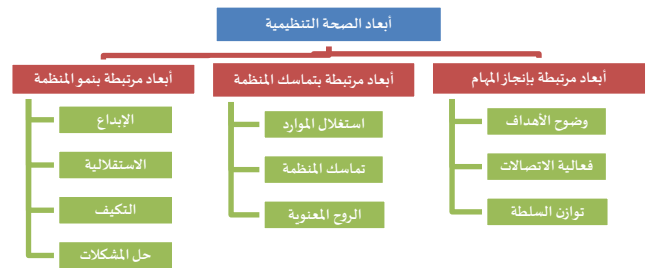 أبعاد الصحة التنظيمية
أبعاد مرتبطة بإنجاز المهام
وضوح الأهداف
فعالية الاتصالات
توازن السلطة
أبعاد مرتبطة بتماسك المنظمة
استغلال الموارد
تماسك المنظمة
الروح المعنوية
أبعاد مرتبطة بنمو المنظمة
الإبداع
الاستقلالية
التكيف
حل المشكلات